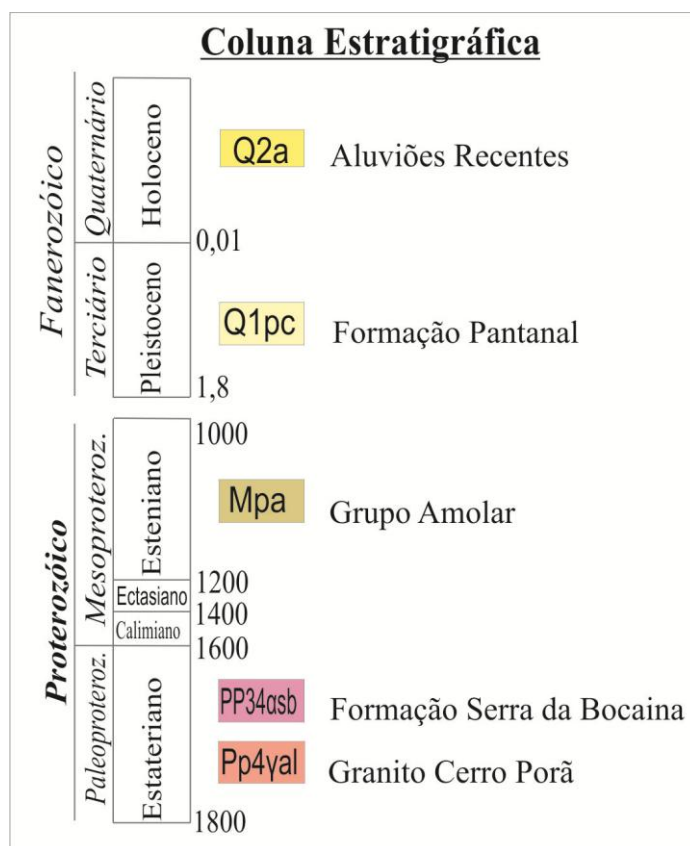 Coluna Estratigráfica
Fanerozóico
Quaternário
Holoceno
Q2a
Aluviões Recentes
0,01
Terciário
Pleistoceno
Q1pc
Formação Pantanal
1,8
Proterozóico
Mesoproteroz.
1000
Esteniano
Mpa
Grupo Amolar
1200
Ectasiano
1400
Calimiano
1600
Paleoproteroz.
Estateriano
PP34αsb
Formação Serra da Bocaina
Pp4γal
Granito Cerro Porã
1800